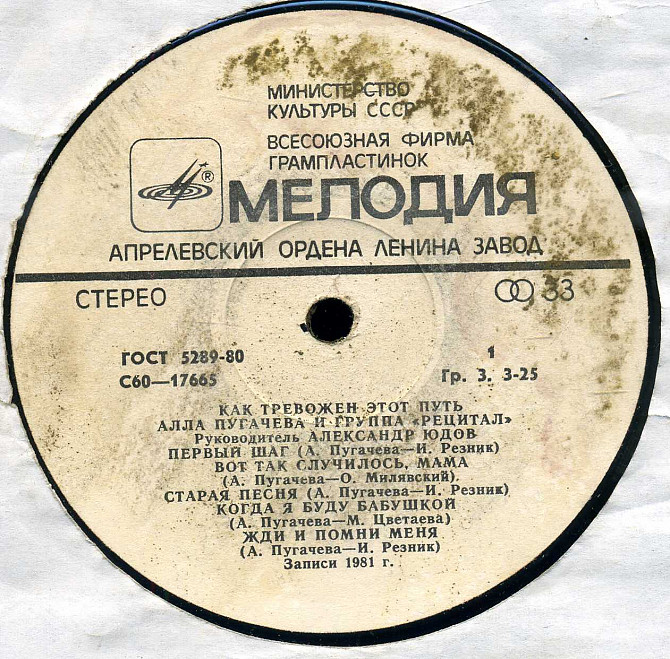 МИНИСТЕРСТВО
КУЛЬТУРЫ СССР
ВСЕСОЮЗНАЯ ФИРМА
ГРАМПЛАСТИНОК
® МЕЛОДИЯ
АПРЕЛЕВСКИЙ ОРДЕНА ЛЕНИНА ЗАВОД
СТЕРЕО 33
ГОСТ 5289-80 1
С60—17665 Гр. 3. 3-25
КАК ТРЕВОЖЕН ЭТОТ ПУТЬ
АЛЛА ПУГАЧЕВА И ГРУППА «РЕЦИТАЛ»
Руководитель АЛЕКСАНДР ЮДОВ
ПЕРВЫЙ ШАГ (А. Пугачева—И. Резник)
ВОТ ТАК СЛУЧИЛОСЬ, МАМА
(А. Пугачева—О. Милявский).
СТАРАЯ ПЕСНЯ (А. Пугачева—И. Резник)
КОГДА Я БУДУ БАБУШКОЙ
(А. Пугачева—М. Цветаева)
ЖДИ И ПОМНИ МЕНЯ
(А. Пугачева—И. Резник)
Записи 1981 г.